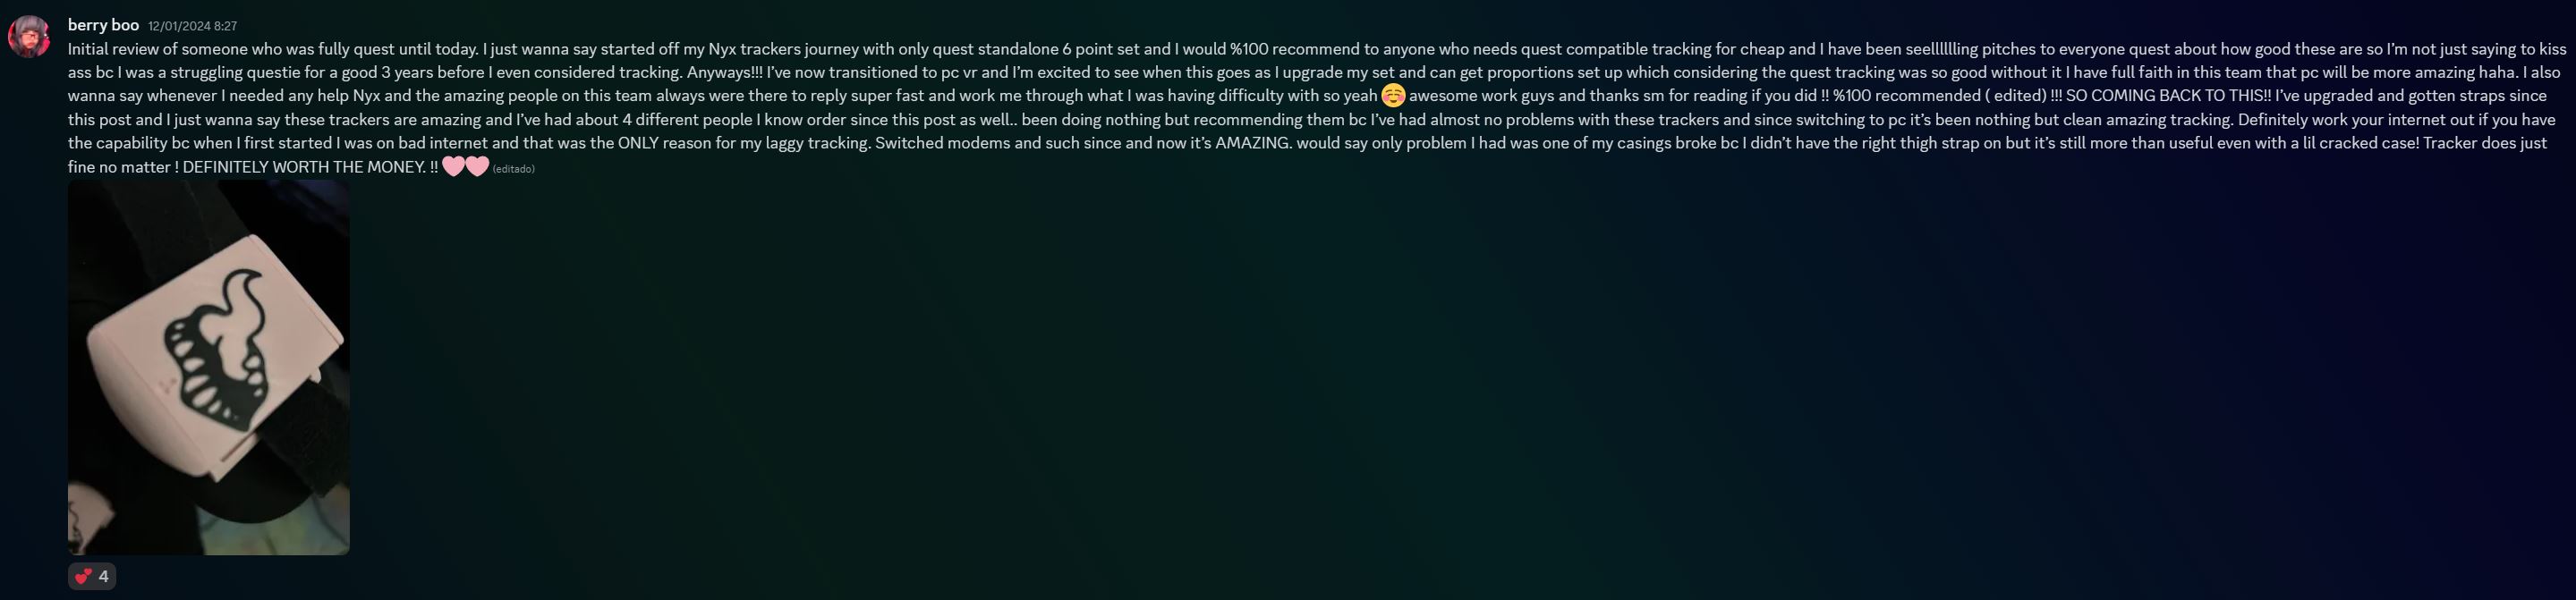 berry boo 12/01/2024 8:27
Initial review of someone who was fully quest until today. I just wanna say started off my Nyx trackers journey with only quest standalone 6 point set and I would %100 recommend to anyone who needs quest compatible tracking for cheap and I have been seelllllling pitches to everyone quest about how good these are so I'm not just saying to kiss
ass bc I was a struggling questie for a good 3 years before I even considered tracking. Anyways!!! I've now transitioned to pc vr and I'm excited to see when this goes as I upgrade my set and can get proportions set up which considering the quest tracking was so good without it I have full faith in this team that pc will be more amazing haha. I also
wanna say whenever I needed any help Nyx and the amazing people on this team always were there to reply super fast and work me through what I was having difficulty with so yeah ☺️ awesome work guys and thanks sm for reading if you did !! %100 recommended ( edited) !!! SO COMING BACK TO THIS!! I've upgraded and gotten straps since
this post and I just wanna say these trackers are amazing and I've had about 4 different people I know order since this post as well.. been doing nothing but recommending them bc I've had almost no problems with these trackers and since switching to pc it's been nothing but clean amazing tracking. Definitely work your internet out if you have
the capability bc when I first started I was on bad internet and that was the ONLY reason for my laggy tracking. Switched modems and such since and now it's AMAZING. would say only problem I had was one of my casings broke bc I didn't have the right thigh strap on but it's still more than useful even with a lil cracked case! Tracker does just
fine no matter ! DEFINITELY WORTH THE MONEY. !! 🩷🩷 (editado)
💕 4